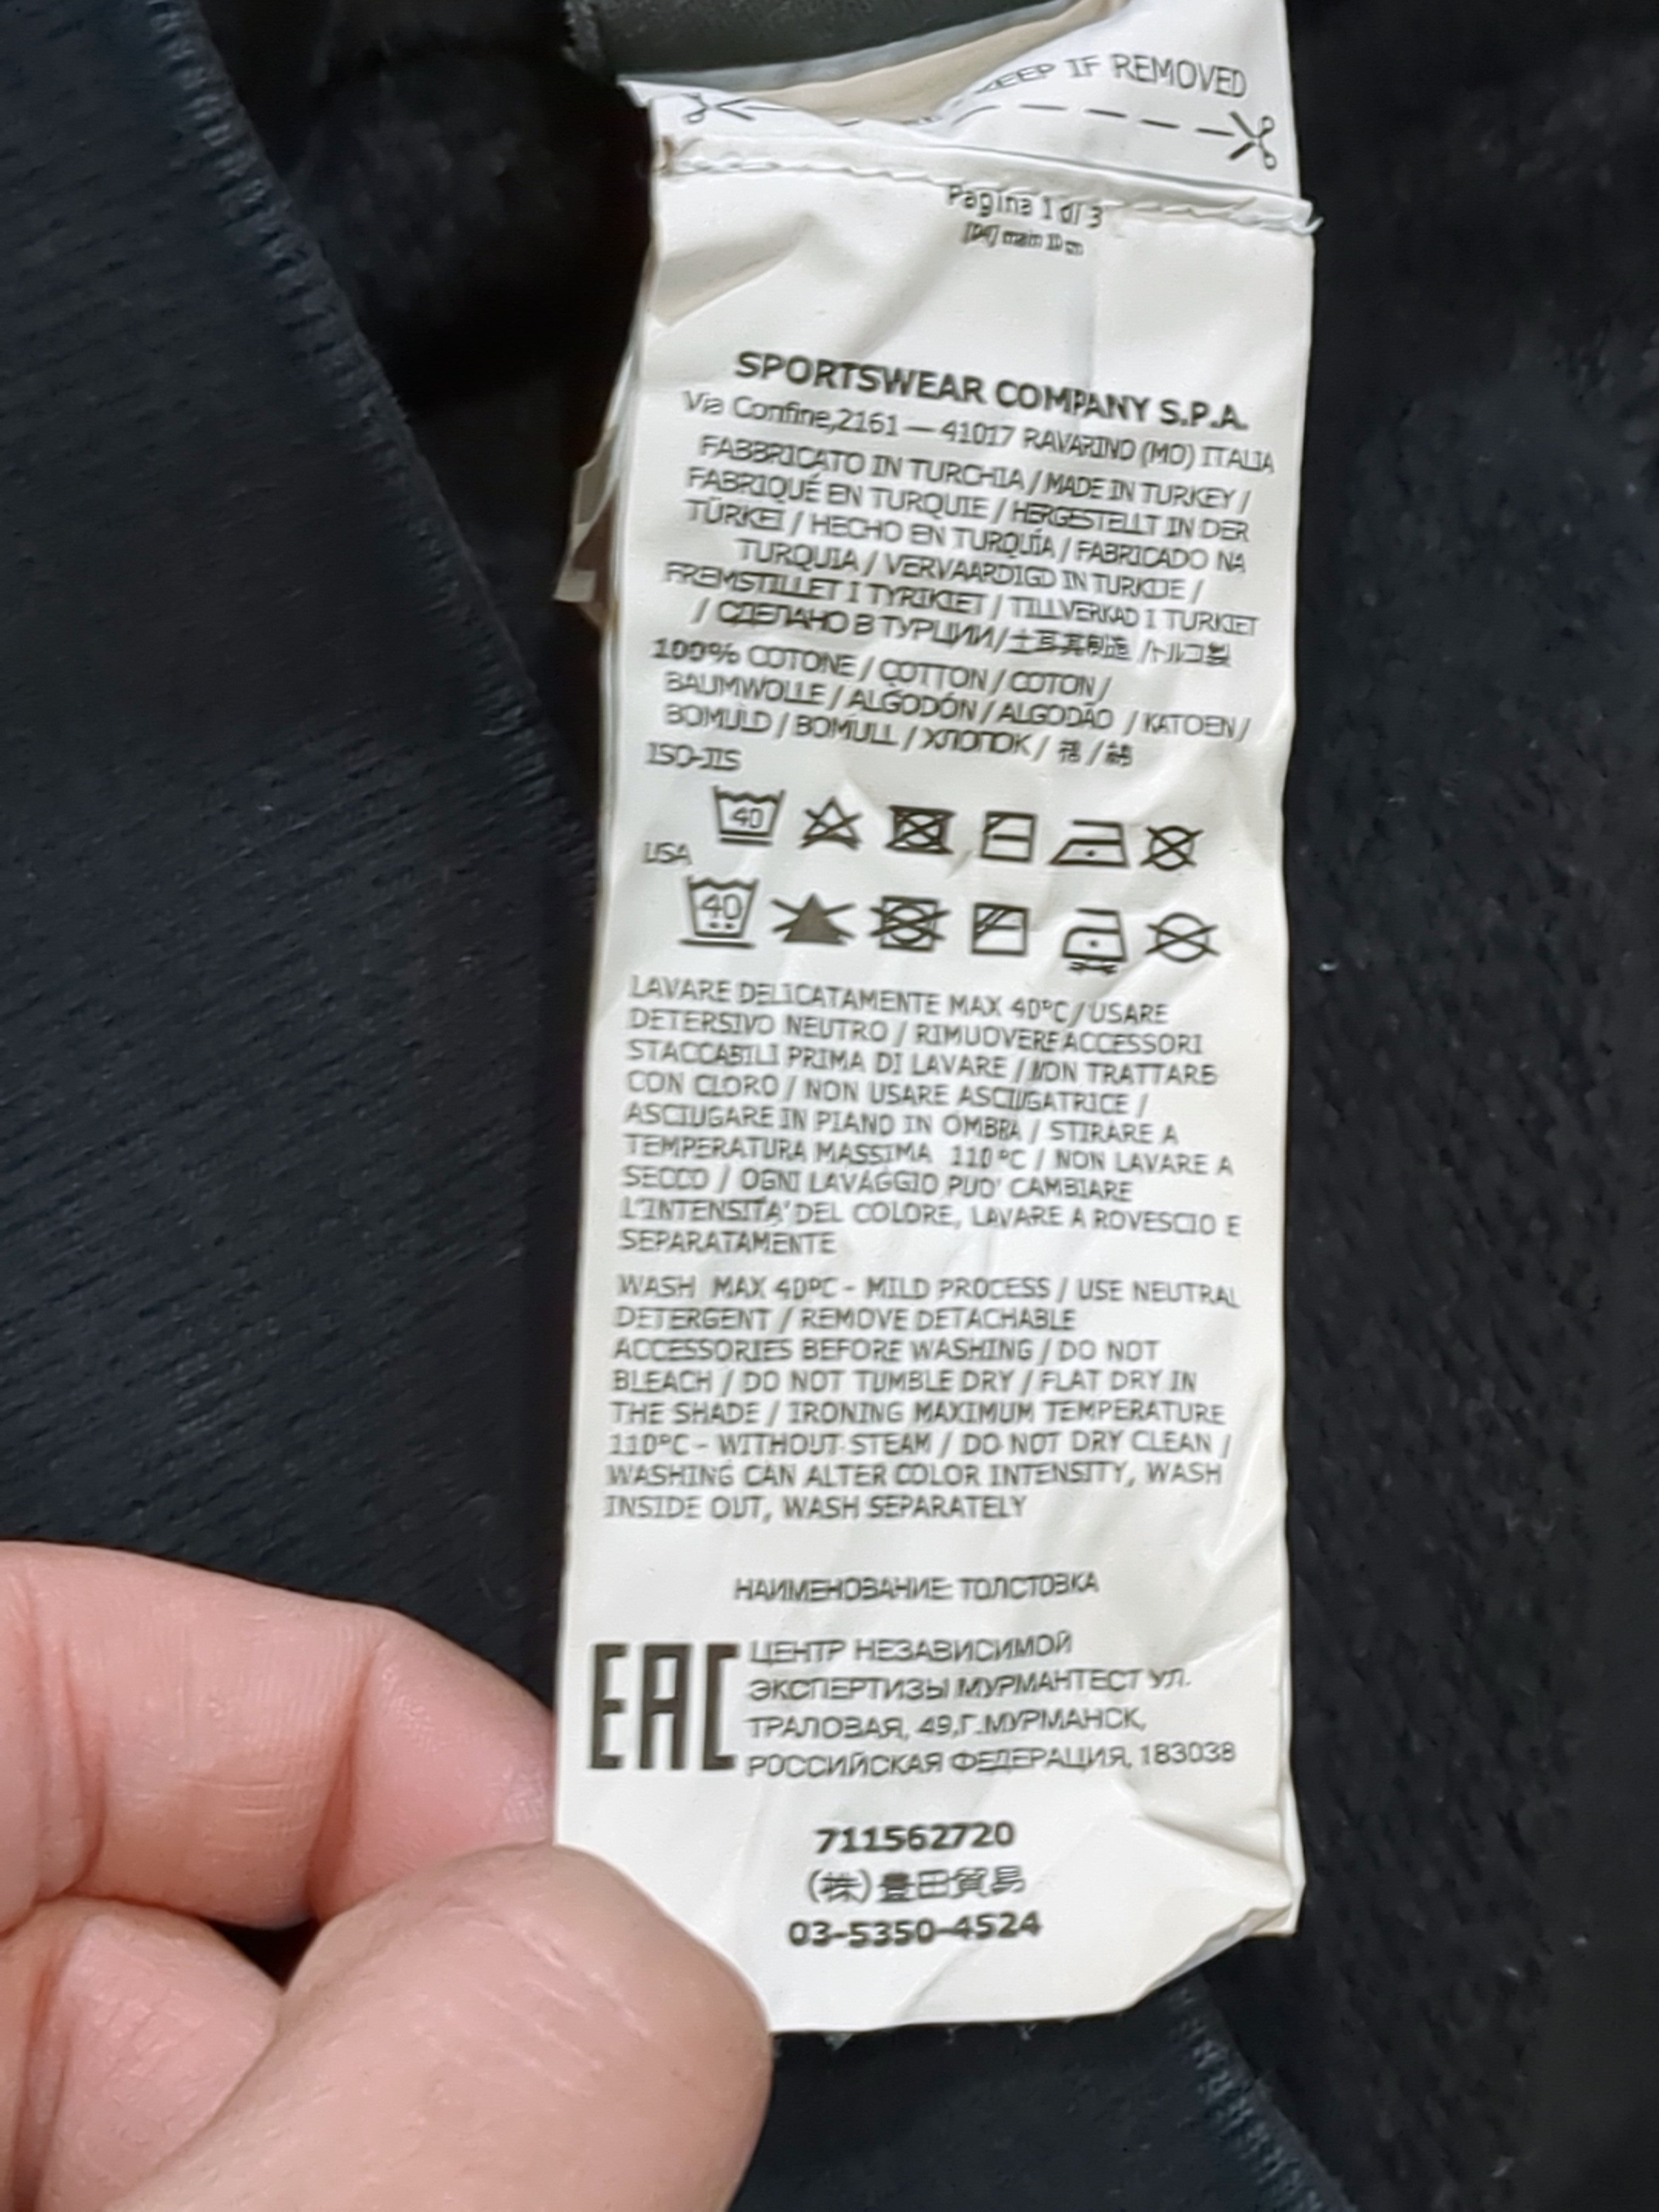 KEEP IF REMOVED
Pagina 1 di 3
SPORTSWEAR COMPANY S.P.A.
Via Confine,2161 — 41017 RAVARINO (MO) ITALIA
FABBRICATO IN TURCHIA / MADE IN TURKEY /
FABRIQUÉ EN TURQUIE / HERGESTELLT IN DER
TÜRKEI / HECHO EN TURQUÍA / FABRICADO NA
TURQUIA / VERVAARDIGD IN TURKIJE /
FREMSTILLET I TYRIKIET / TILLVERKAD I TURKIET
/ СДЕЛАНО В ТУРЦИИ/土耳其制造 /トルコ製
100% COTONE / COTTON / COTON /
BAUMWOLLE / ALGODÓN / ALGODÃO / KATOEN /
BOMULD / BOMULL / ХЛОПОК / 棉 / 綿
ISO-JIS
40
USA
40
LAVARE DELICATAMENTE MAX 40°C / USARE
DETERSIVO NEUTRO / RIMUOVERE ACCESSORI
STACCABILI PRIMA DI LAVARE / NON TRATTARE
CON CLORO / NON USARE ASCIUGATRICE /
ASCIUGARE IN PIANO IN OMBRA / STIRARE A
TEMPERATURA MASSIMA 110°C / NON LAVARE A
SECCO / OGNI LAVAGGIO PUO' CAMBIARE
L'INTENSITA' DEL COLORE, LAVARE A ROVESCIO E
SEPARATAMENTE
WASH MAX 40°C - MILD PROCESS / USE NEUTRAL
DETERGENT / REMOVE DETACHABLE
ACCESSORIES BEFORE WASHING / DO NOT
BLEACH / DO NOT TUMBLE DRY / FLAT DRY IN
THE SHADE / IRONING MAXIMUM TEMPERATURE
110°C - WITHOUT STEAM / DO NOT DRY CLEAN /
WASHING CAN ALTER COLOR INTENSITY, WASH
INSIDE OUT, WASH SEPARATELY
НАИМЕНОВАНИЕ: ТОЛСТОВКА
EAC
ЦЕНТР НЕЗАВИСИМОЙ
ЭКСПЕРТИЗЫ МУРМАНТЕСТ УЛ.
ТРАЛОВАЯ, 49,Г.МУРМАНСК,
РОССИЙСКАЯ ФЕДЕРАЦИЯ, 183038
711562720
(株)豊田貿易
03-5350-4524